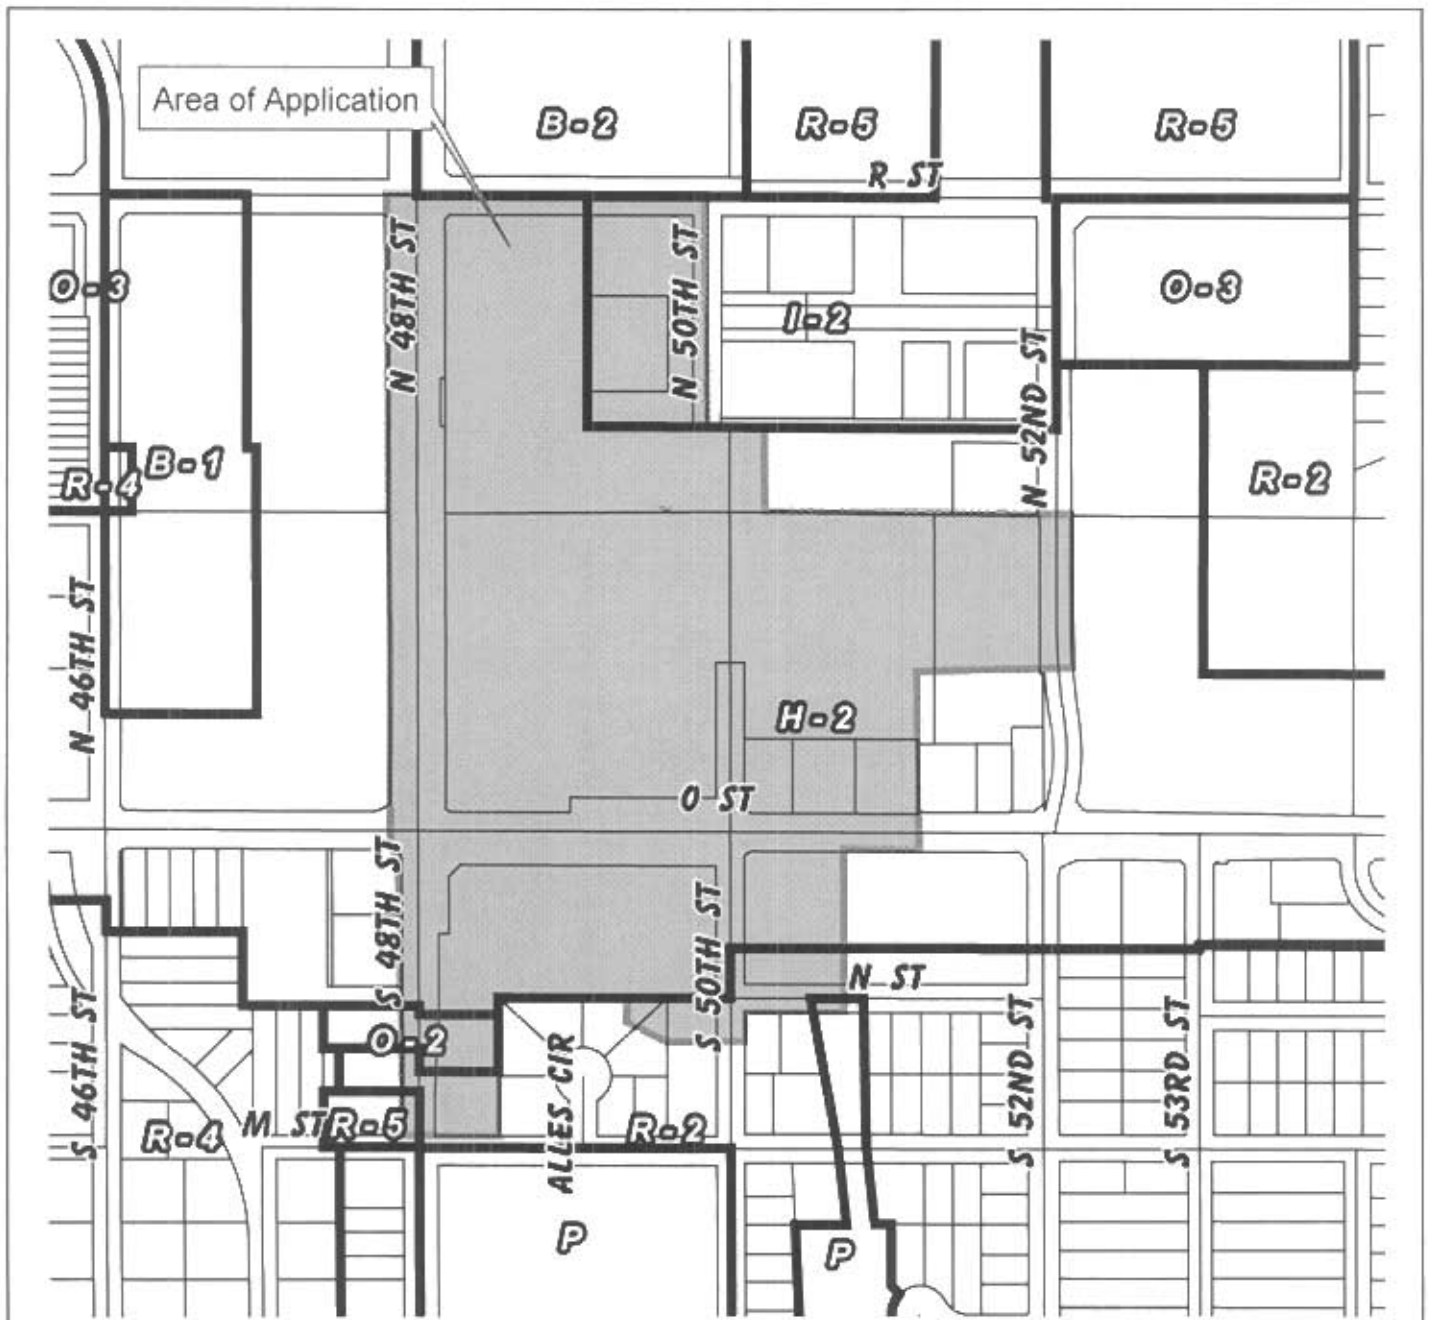 Area of Application
B-2
R-5
R-5
R ST
N 48TH ST
N 50TH ST
O-3
I-2
O-3
N 52ND ST
B-1
R-4
R-2
N 46TH ST
H-2
O ST
S 48TH ST
S 50TH ST
N ST
S 46TH ST
O-2
ALLES CIR
S 52ND ST
S 53RD ST
R-4
M ST
R-5
R-2
P
P